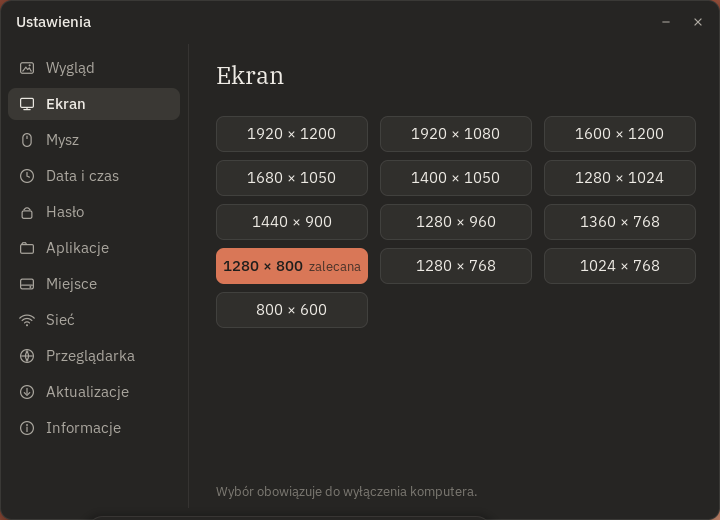 Ustawienia
Wygląd
Ekran
Mysz
Data i czas
Hasło
Aplikacje
Miejsce
Sieć
Przeglądarka
Aktualizacje
Informacje
Ekran
1920 × 1200
1920 × 1080
1600 × 1200
1680 × 1050
1400 × 1050
1280 × 1024
1440 × 900
1280 × 960
1360 × 768
1280 × 800 zalecana
1280 × 768
1024 × 768
800 × 600
Wybór obowiązuje do wyłączenia komputera.